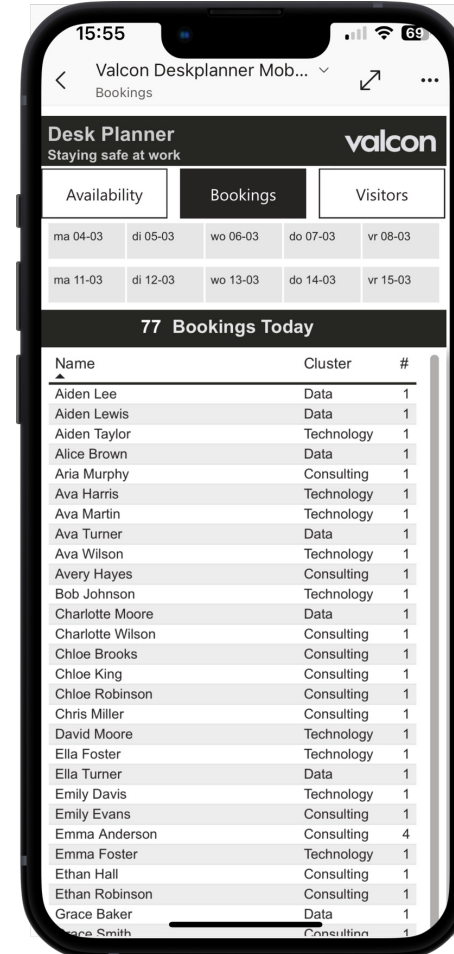 15:55
69
Valcon Deskplanner Mob...
Bookings
Desk Planner
Staying safe at work
valcon
Availability Bookings Visitors
ma 04-03 di 05-03 wo 06-03 do 07-03 vr 08-03
ma 11-03 di 12-03 wo 13-03 do 14-03 vr 15-03
77 Bookings Today
Name Cluster #
Aiden Lee Data 1
Aiden Lewis Data 1
Aiden Taylor Technology 1
Alice Brown Data 1
Aria Murphy Consulting 1
Ava Harris Technology 1
Ava Martin Technology 1
Ava Turner Data 1
Ava Wilson Technology 1
Avery Hayes Consulting 1
Bob Johnson Technology 1
Charlotte Moore Data 1
Charlotte Wilson Consulting 1
Chloe Brooks Consulting 1
Chloe King Consulting 1
Chloe Robinson Consulting 1
Chris Miller Consulting 1
David Moore Technology 1
Ella Foster Technology 1
Ella Turner Data 1
Emily Davis Technology 1
Emily Evans Consulting 1
Emma Anderson Consulting 4
Emma Foster Technology 1
Ethan Hall Consulting 1
Ethan Robinson Consulting 1
Grace Baker Data 1
Grace Smith Consulting 1